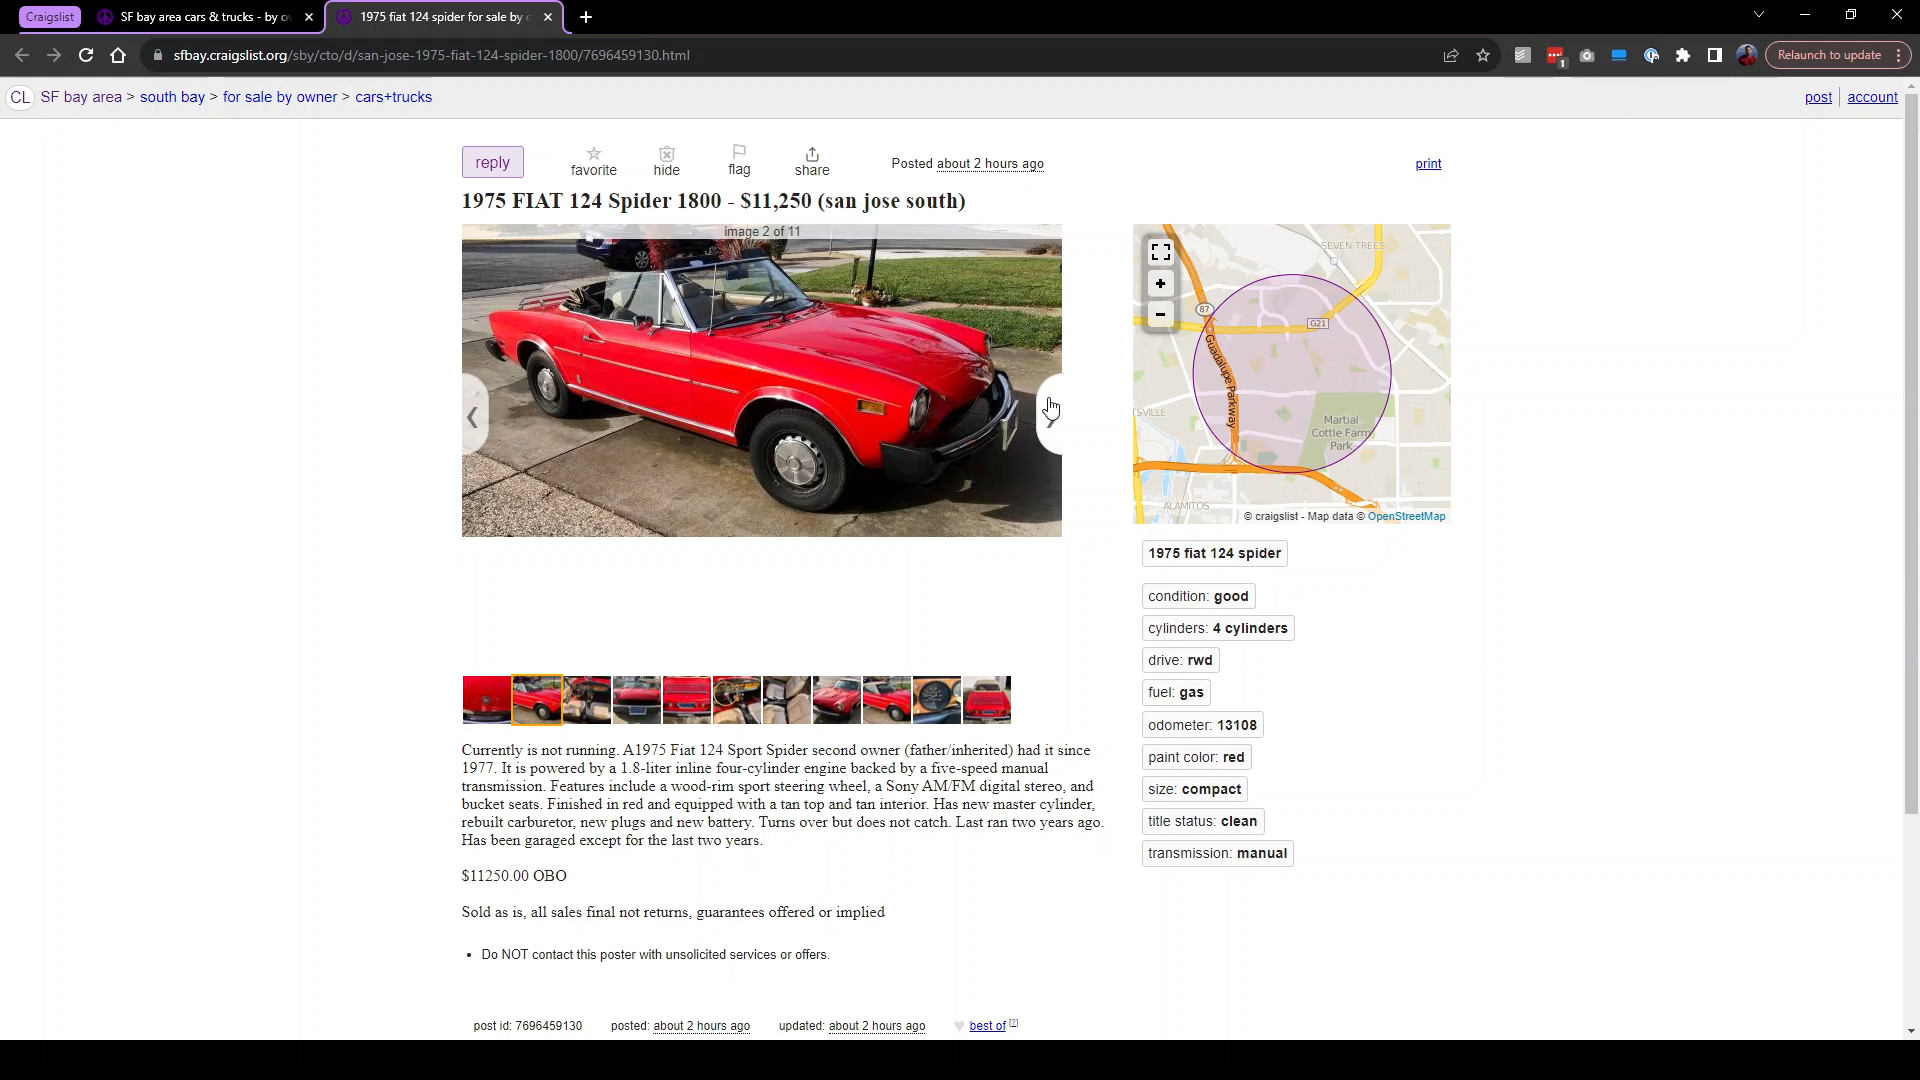 Craigslist
SF bay area cars & trucks - by o
1975 fiat 124 spider for sale by
sfbay.craigslist.org/sby/cto/d/san-jose-1975-fiat-124-spider-1800/7696459130.html
1
Relaunch to update
CL SF bay area > south bay > for sale by owner > cars+trucks
post account
reply
favorite
hide
flag
share
Posted about 2 hours ago
print
1975 FIAT 124 Spider 1800 - $11,250 (san jose south)
image 2 of 11
+
−
SEVEN TREES
87
G21
Guadalupe Parkway
Martial
Cottle Farm
Park
ALAMITOS
© craigslist - Map data © OpenStreetMap
1975 fiat 124 spider
condition: good
cylinders: 4 cylinders
drive: rwd
fuel: gas
odometer: 13108
paint color: red
size: compact
title status: clean
transmission: manual
Currently is not running. A1975 Fiat 124 Sport Spider second owner (father/inherited) had it since
1977. It is powered by a 1.8-liter inline four-cylinder engine backed by a five-speed manual
transmission. Features include a wood-rim sport steering wheel, a Sony AM/FM digital stereo, and
bucket seats. Finished in red and equipped with a tan top and tan interior. Has new master cylinder,
rebuilt carburetor, new plugs and new battery. Turns over but does not catch. Last ran two years ago.
Has been garaged except for the last two years.
$11250.00 OBO
Sold as is, all sales final not returns, guarantees offered or implied
• Do NOT contact this poster with unsolicited services or offers.
post id: 7696459130
posted: about 2 hours ago
updated: about 2 hours ago
♥ best of [?]